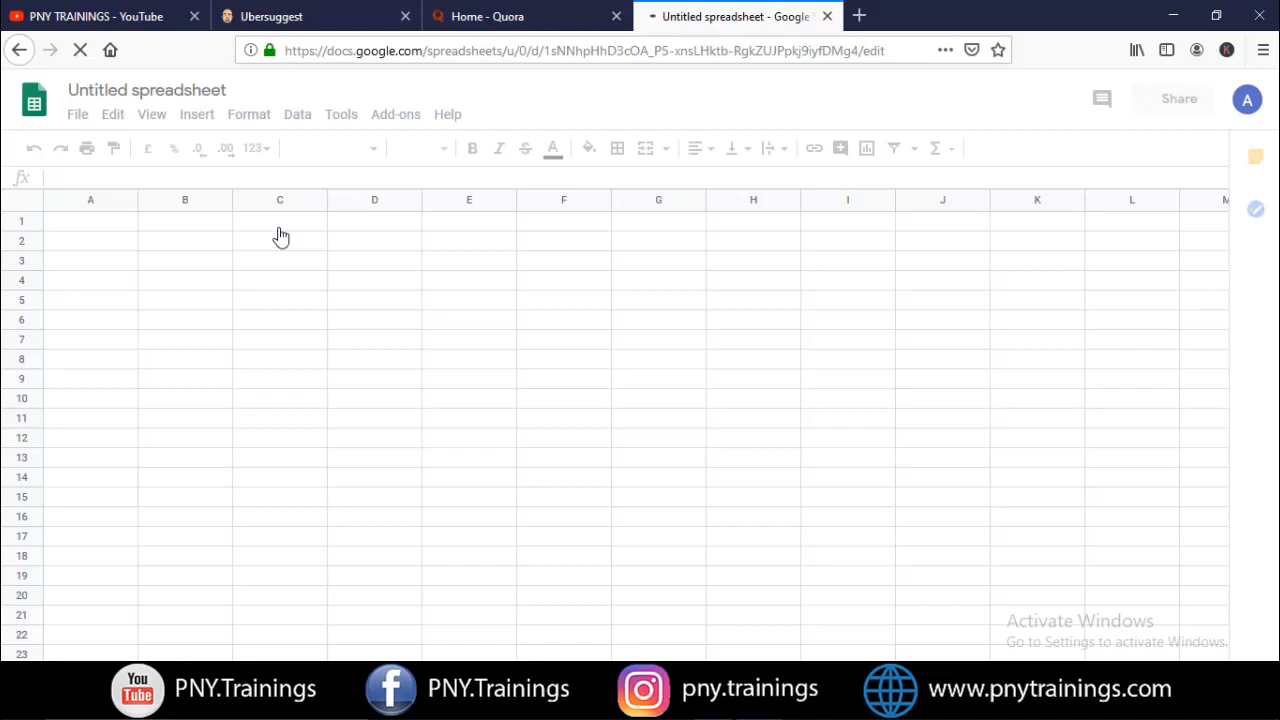 PNY TRAININGS - YouTube
Ubersuggest
Home - Quora
Untitled spreadsheet - Google S
https://docs.google.com/spreadsheets/u/0/d/1sNNhpHhD3cOA_P5-xnsLHktb-RgkZUJPpkj9iyfDMg4/edit
Untitled spreadsheet
Share
A
File Edit View Insert Format Data Tools Add-ons Help
£ % .0 .00 123 B I S A Σ
fx
A B C D E F G H I J K L M
1
2
3
4
5
6
7
8
9
10
11
12
13
14
15
16
17
18
19
20
21
22
23
Activate Windows
Go to Settings to activate Windows.
You Tube PNY.Trainings f PNY.Trainings pny.trainings www.pnytrainings.com